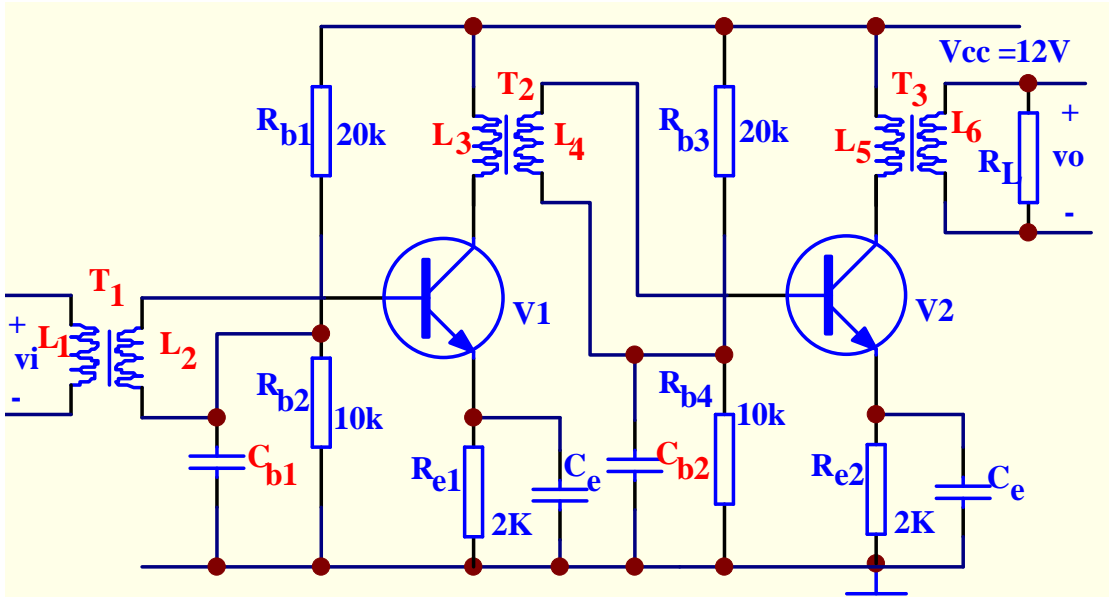 Vcc =12V
T2
T3
Rb1
20k
L3
L4
Rb3
20k
L5
L6
RL
+
vo
-
T1
V1
V2
+
L1
vi
L2
-
Rb2
10k
Rb4
10k
Cb1
Re1
2K
Ce
Cb2
Re2
2K
Ce